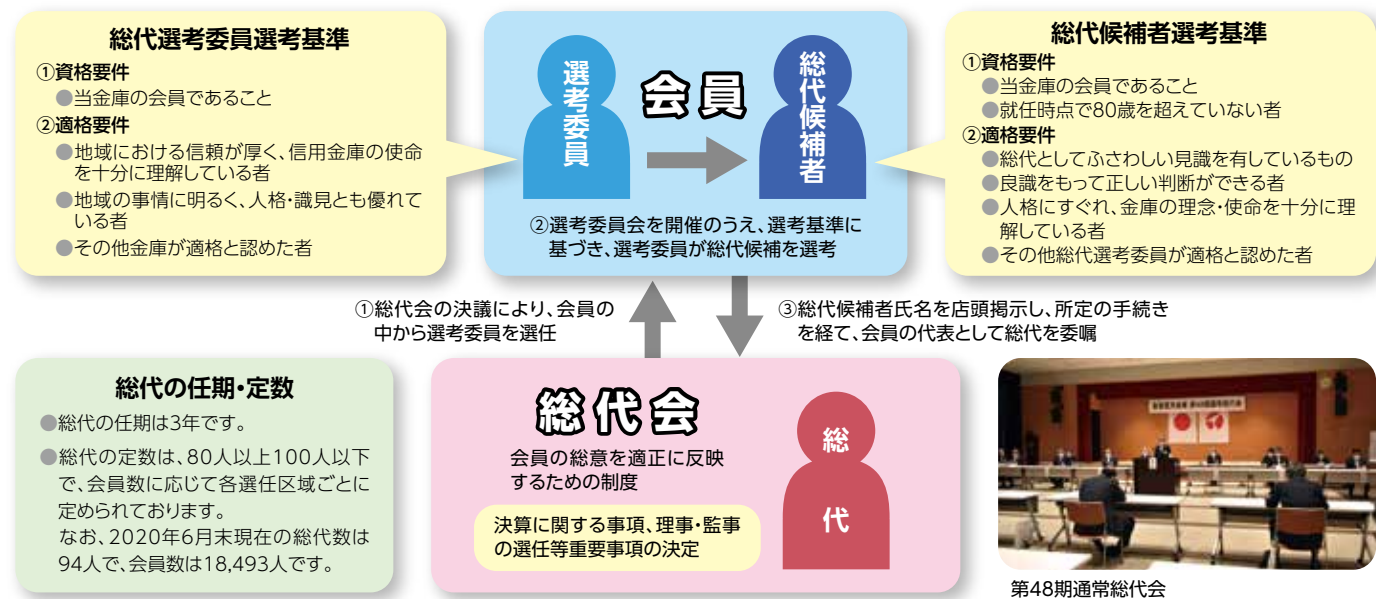 総代選考委員選考基準
①資格要件
●当金庫の会員であること
②適格要件
●地域における信頼が厚く、信用金庫の使命
を十分に理解している者
●地域の事情に明るく、人格・識見とも優れて
いる者
●その他金庫が適格と認めた者
選考委員
会員
総代候補者
②選考委員会を開催のうえ、選考基準に
基づき、選考委員が総代候補を選考
総代候補者選考基準
①資格要件
●当金庫の会員であること
●就任時点で80歳を超えていない者
②適格要件
●総代としてふさわしい見識を有しているもの
●良識をもって正しい判断ができる者
●人格にすぐれ、金庫の理念・使命を十分に理
解している者
●その他総代選考委員が適格と認めた者
①総代会の決議により、会員の
中から選考委員を選任
③総代候補者氏名を店頭掲示し、所定の手続き
を経て、会員の代表として総代を委嘱
総代の任期・定数
●総代の任期は3年です。
●総代の定数は、80人以上100人以下
で、会員数に応じて各選任区域ごとに
定められております。
なお、2020年6月末現在の総代数は
94人で、会員数は18,493人です。
総代会
会員の総意を適正に反映
するための制度
決算に関する事項、理事・監事
の選任等重要事項の決定
総代
第48期通常総代会